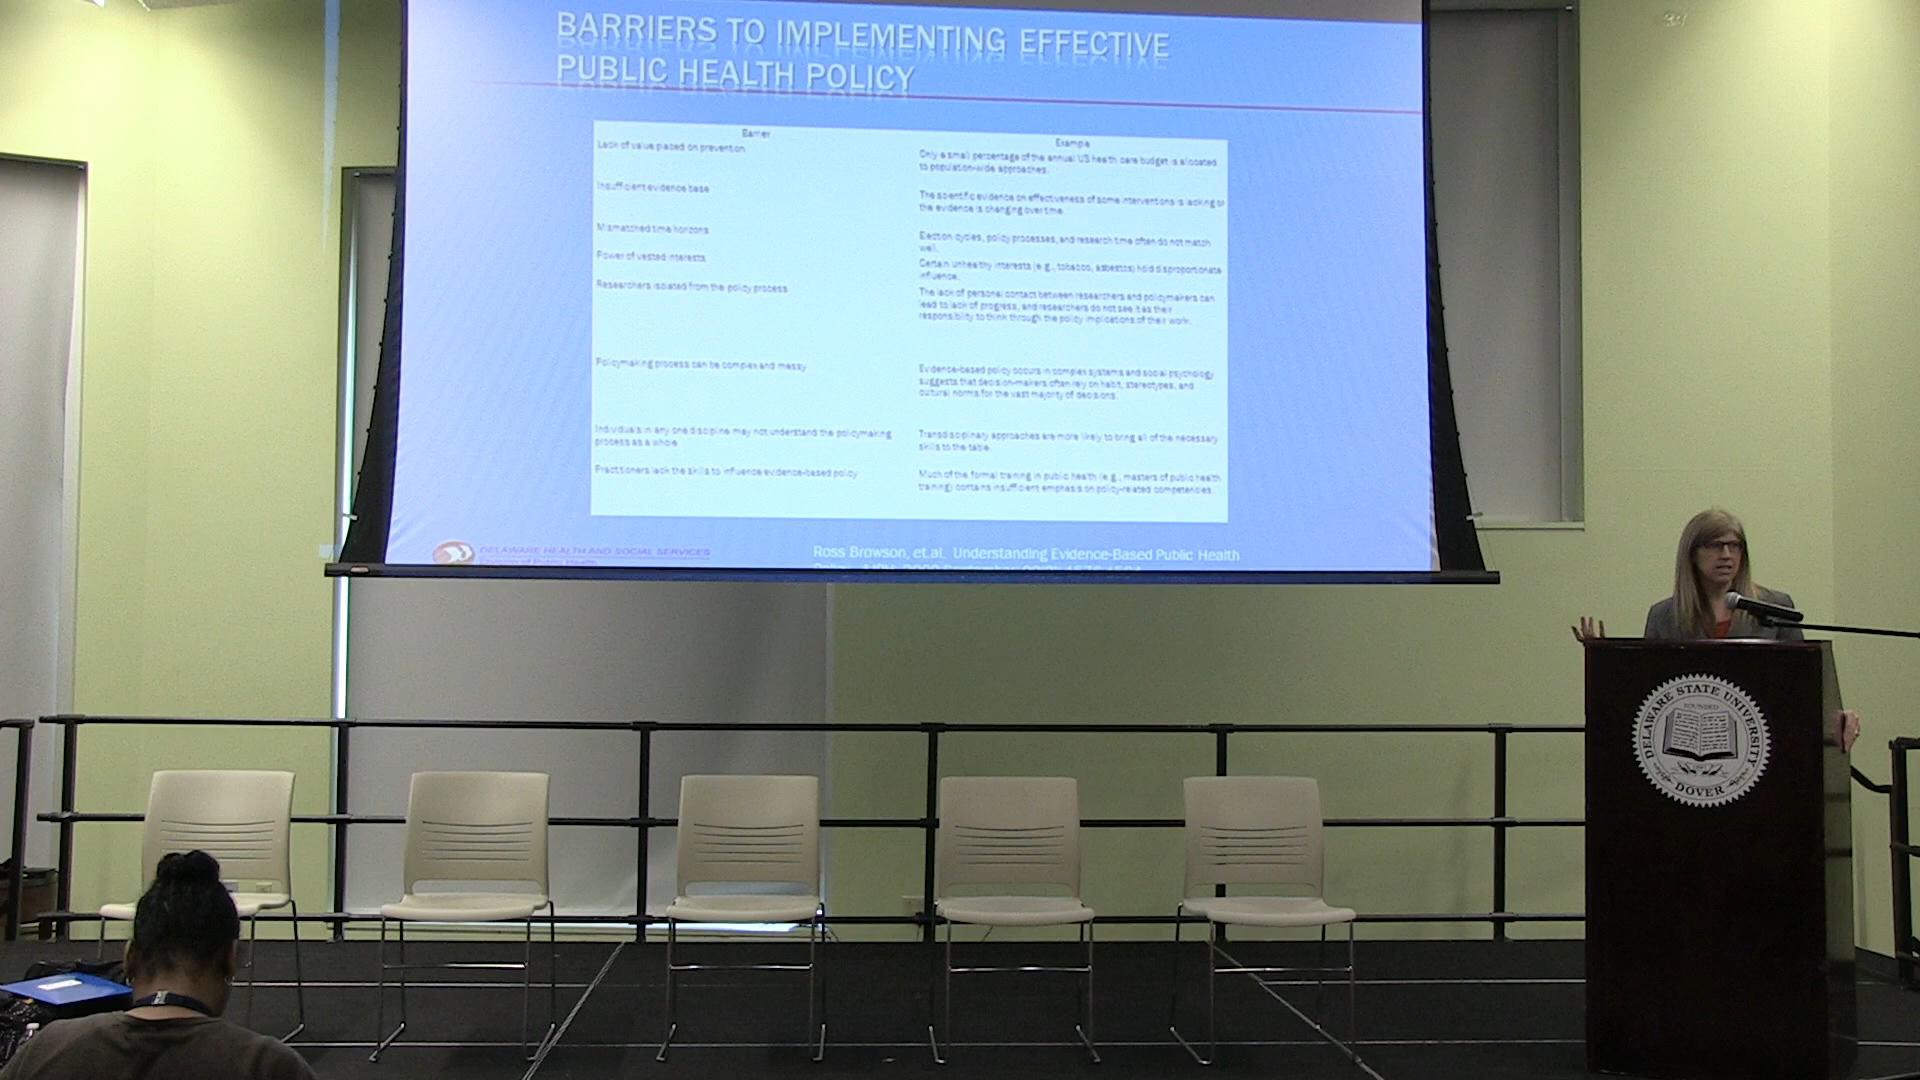 BARRIERS TO IMPLEMENTING EFFECTIVE
PUBLIC HEALTH POLICY
Barrier
Example
Lack of value placed on prevention
Only a small percentage of the annual US health care budget is allocated
to population-wide approaches.
Insufficient evidence base
The scientific evidence on effectiveness of some interventions is lacking or
the evidence is changing over time.
Mismatched time horizons
Election cycles, policy processes, and research time often do not match
well.
Power of vested interests
Certain unhealthy interests (e.g., tobacco, asbestos) hold disproportionate
influence.
Researchers isolated from the policy process
The lack of personal contact between researchers and policymakers can
lead to lack of progress, and researchers do not see it as their
responsibility to think through the policy implications of their work.
Policymaking process can be complex and messy
Evidence-based policy occurs in complex systems and social psychology
suggests that decision-makers often rely on habit, stereotypes, and
cultural norms for the vast majority of decisions.
Individuals in any one discipline may not understand the policymaking
process as a whole
Transdisciplinary approaches are more likely to bring all of the necessary
skills to the table.
Practitioners lack the skills to influence evidence-based policy
Much of the formal training in public health (e.g., masters of public health
training) contains insufficient emphasis on policy-related competencies.
DELAWARE HEALTH AND SOCIAL SERVICES
Division of Public Health
Ross Browson, et.al. Understanding Evidence-Based Public Health
DELAWARE STATE UNIVERSITY
FOUNDED
DOVER